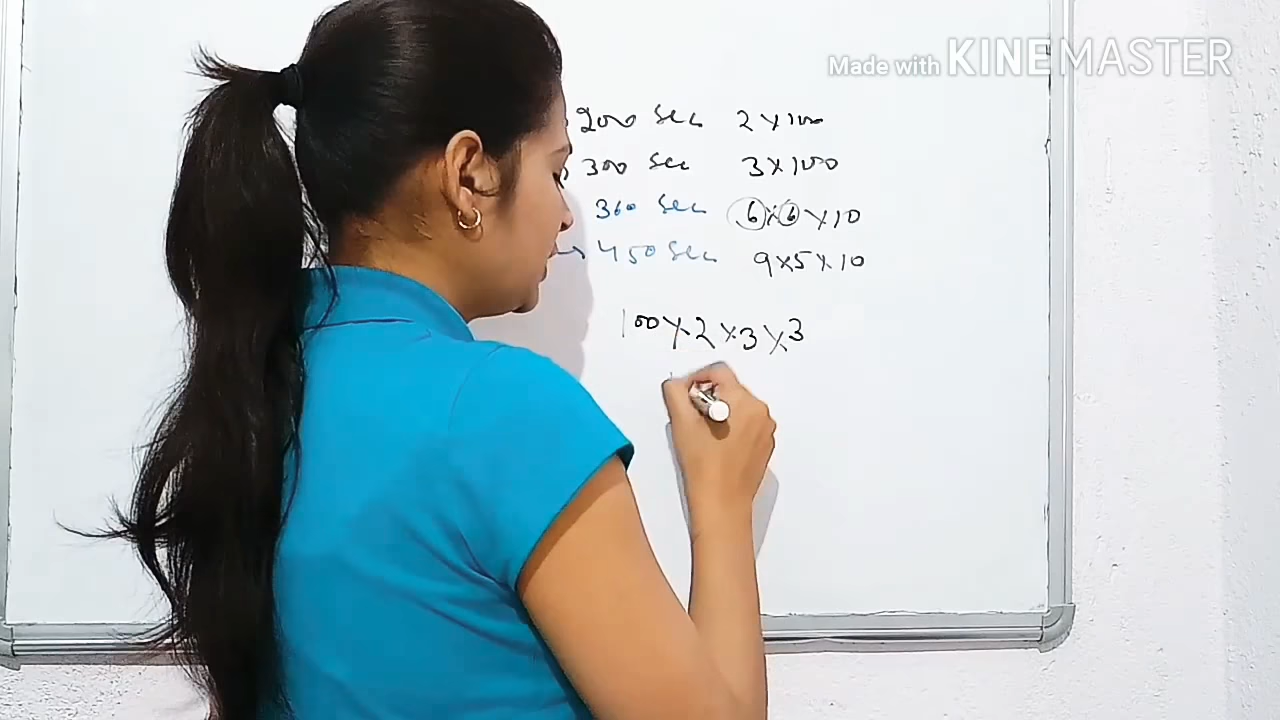 Made with KINEMASTER
200 sec 2 x 100
300 sec 3 x 100
360 sec 6 x 6 x 10
450 sec 9 x 5 x 10
100 x 2 x 3 x 3